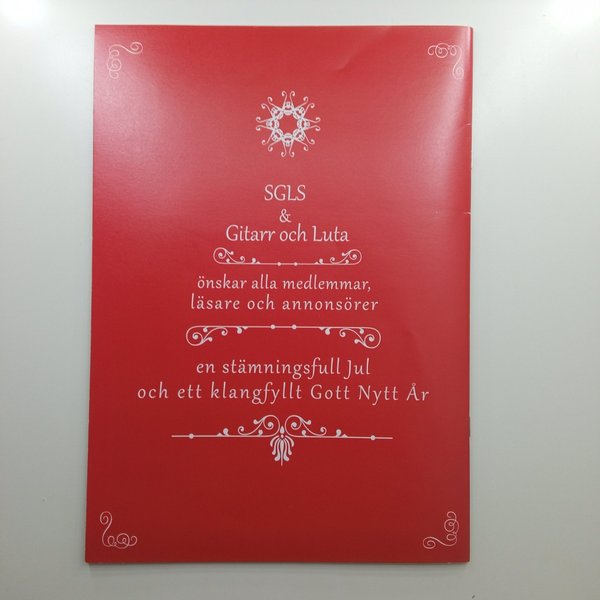 SGLS
&
Gitarr och Luta
önskar alla medlemmar,
läsare och annonsörer
en stämningsfull Jul
och ett klangfyllt Gott Nytt År